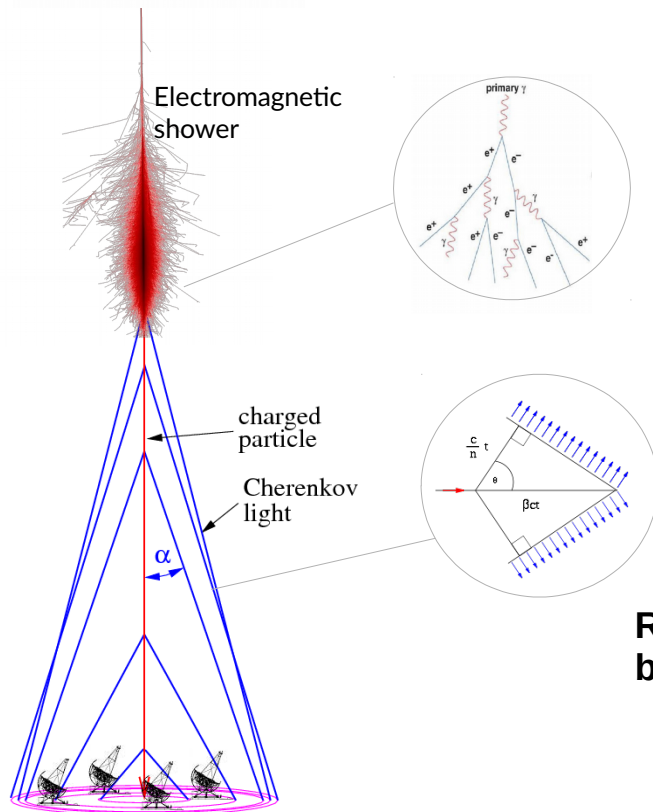 Electromagnetic
shower
primary γ
e⁺
e⁻
e⁺
γ
e⁻
γ
e⁺
γ
e⁺
e⁻
γ
e⁻
e⁻
e⁺
charged
particle
Cherenkov
light
α
c/n t
θ
βct
R
b